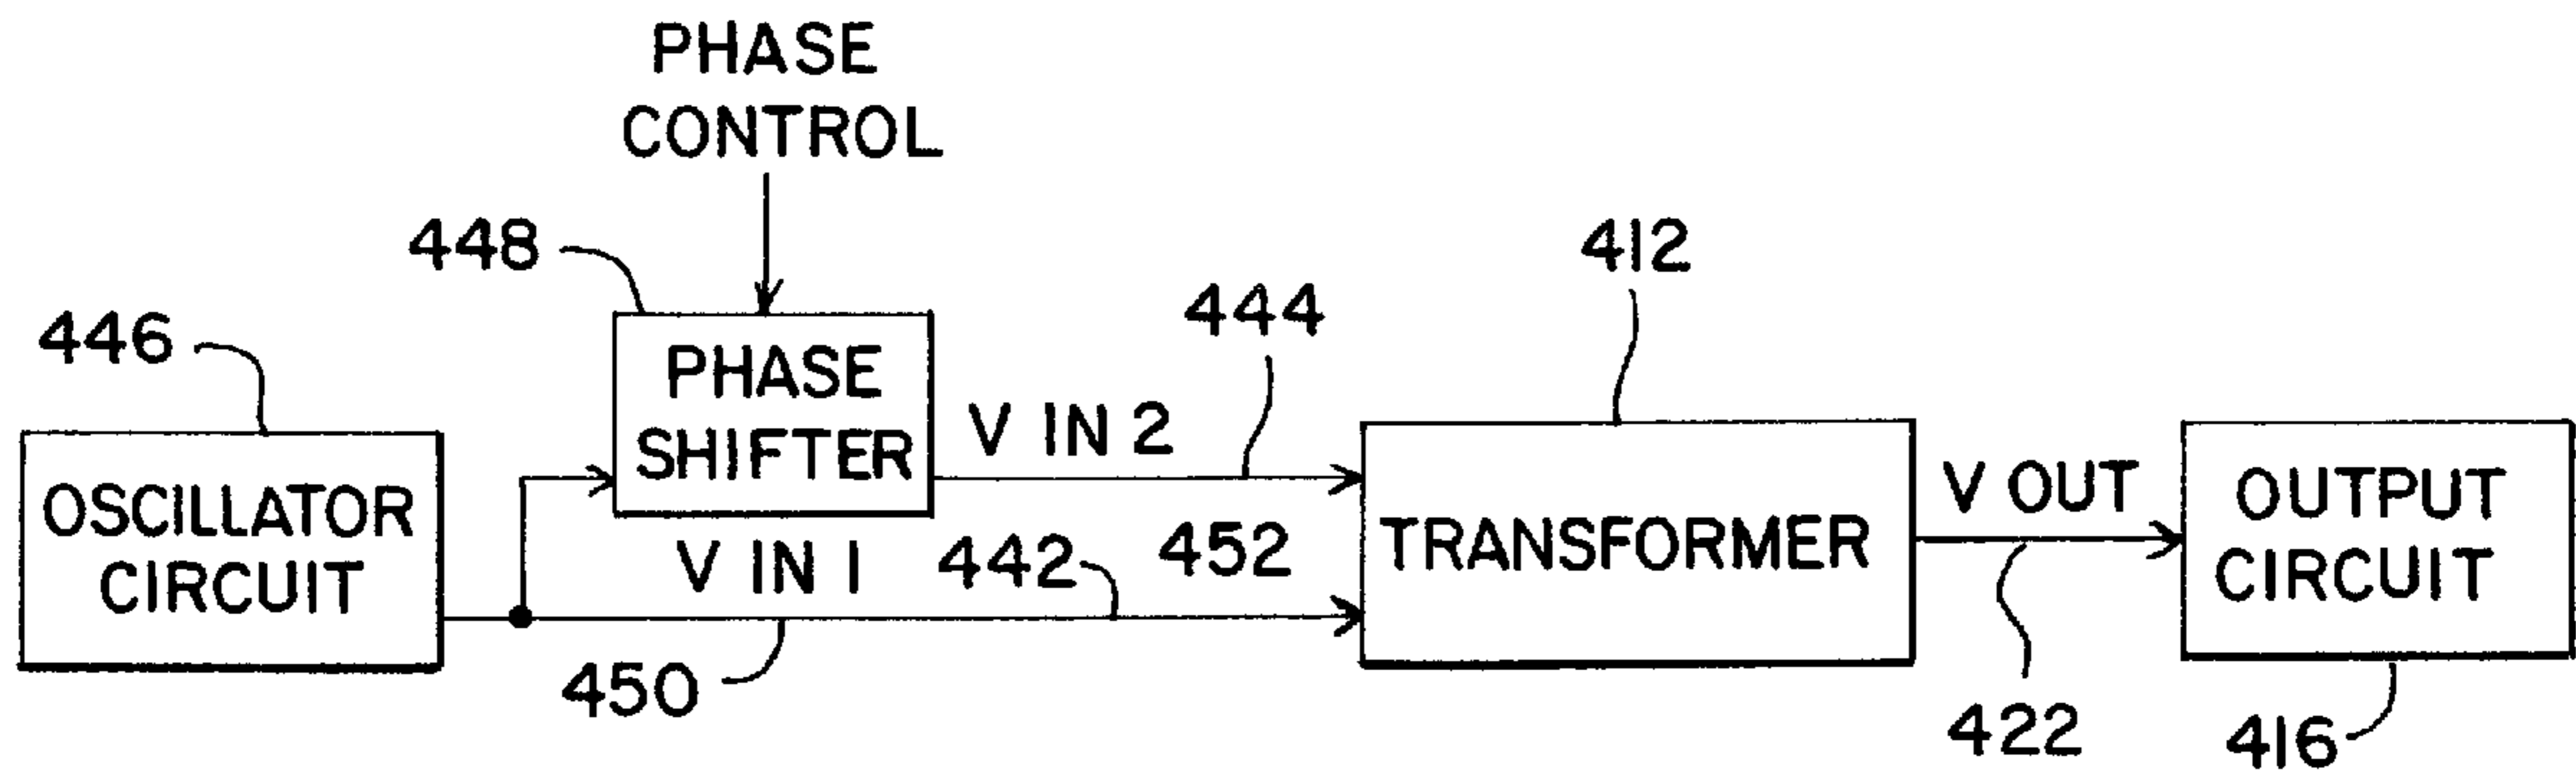 PHASE
CONTROL
448
412
446
PHASE
SHIFTER
444
V IN 2
OSCILLATOR
CIRCUIT
V IN 1
442
452
TRANSFORMER
V OUT
OUTPUT
CIRCUIT
450
422
416